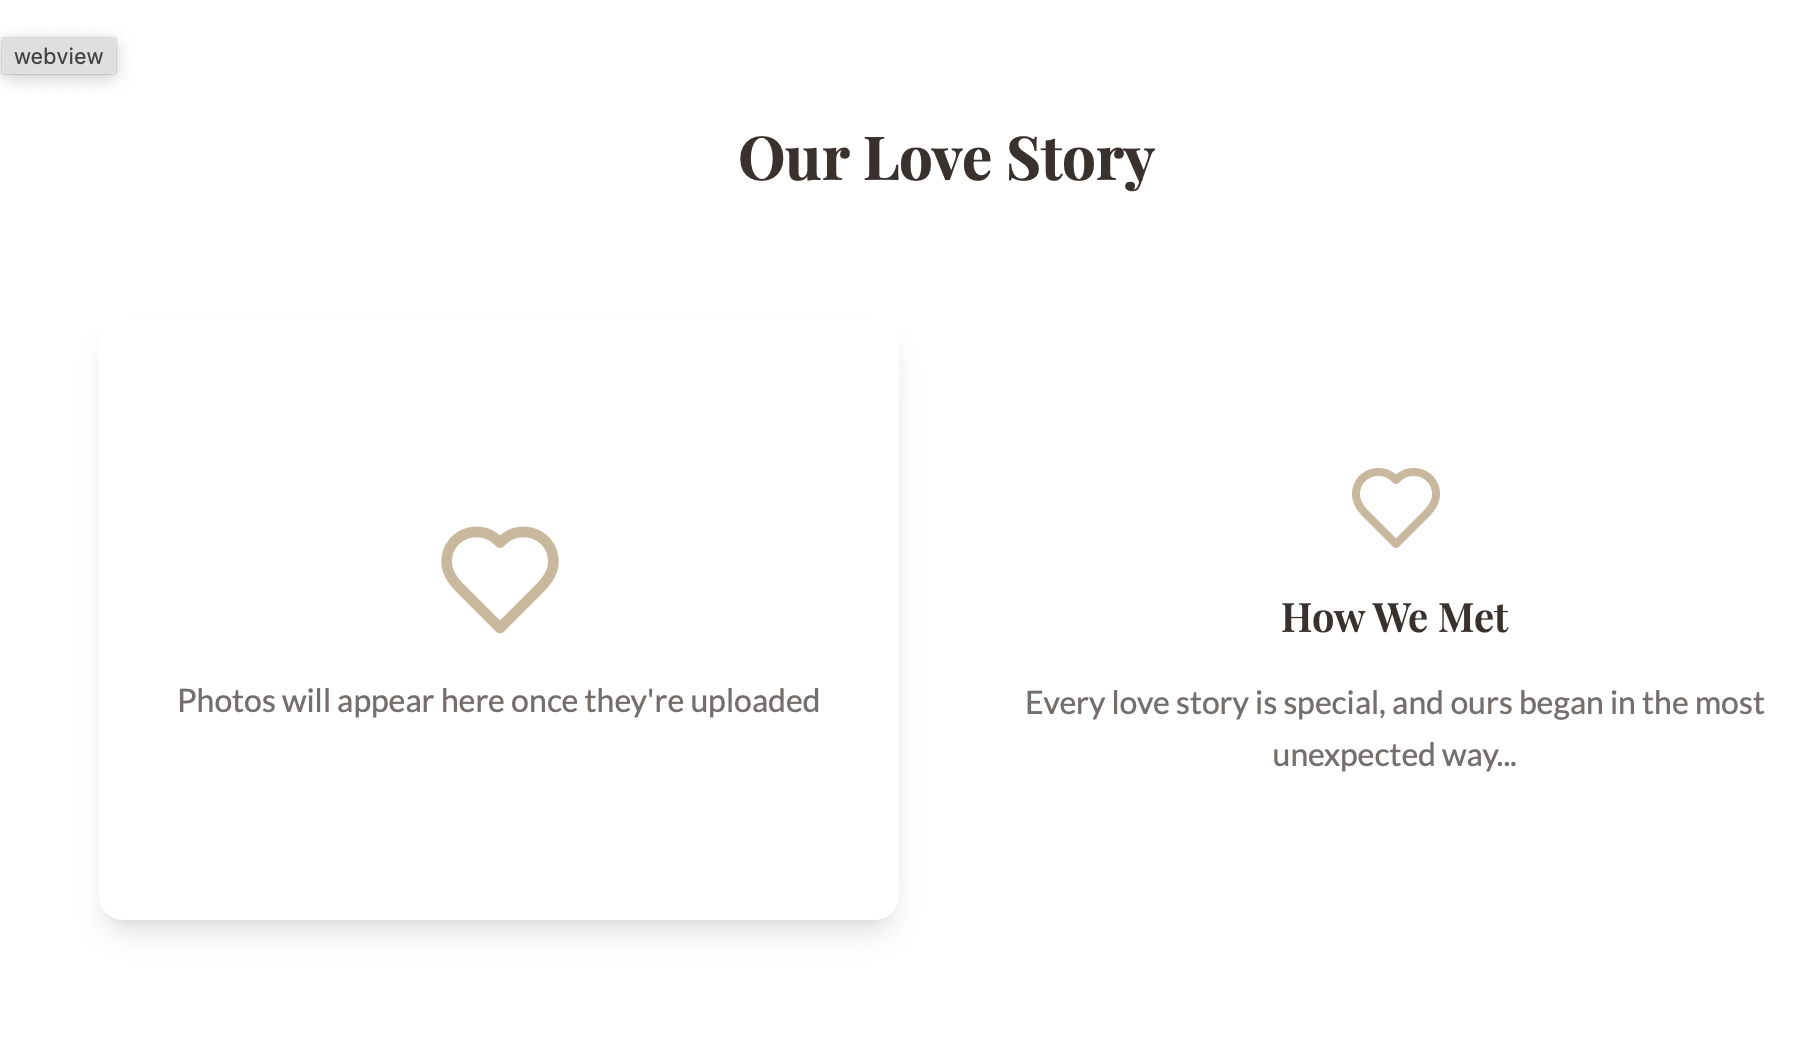 webview
Our Love Story
Photos will appear here once they're uploaded
How We Met
Every love story is special, and ours began in the most
unexpected way...